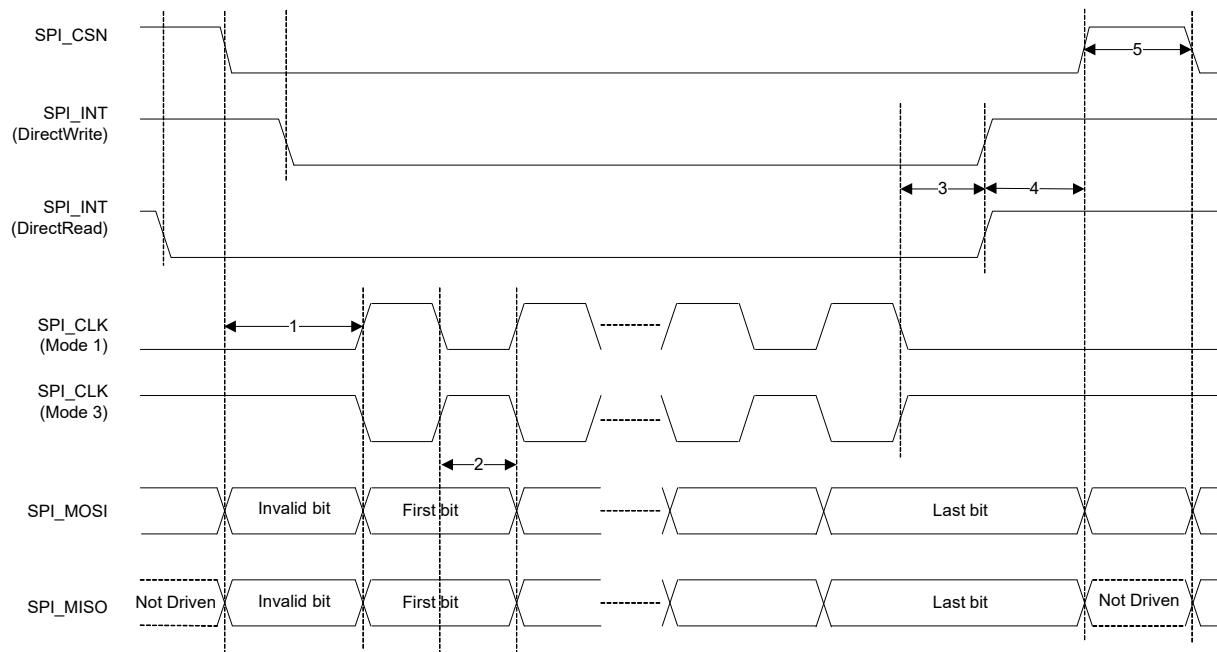 SPI_CSN
5
SPI_INT
(DirectWrite)
3
4
SPI_INT
(DirectRead)
SPI_CLK
(Mode 1)
1
SPI_CLK
(Mode 3)
2
SPI_MOSI
Invalid bit
First bit
Last bit
SPI_MISO
Not Driven
Invalid bit
First bit
Last bit
Not Driven